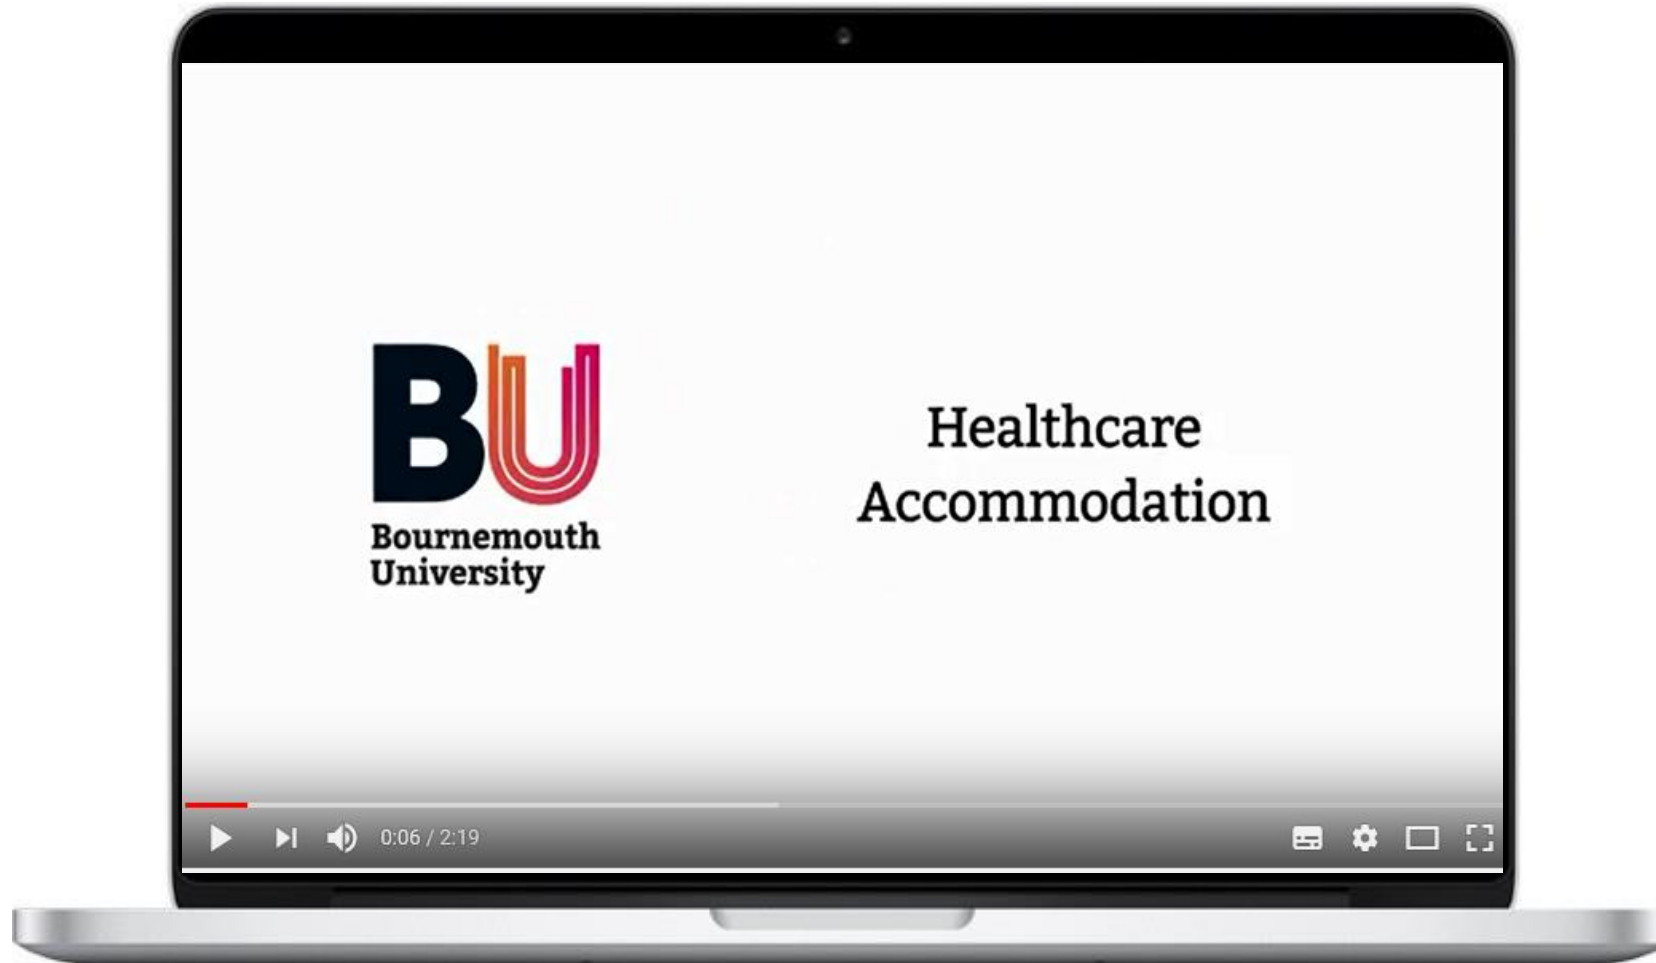 BU
Bournemouth
University
Healthcare
Accommodation
0:06 / 2:19